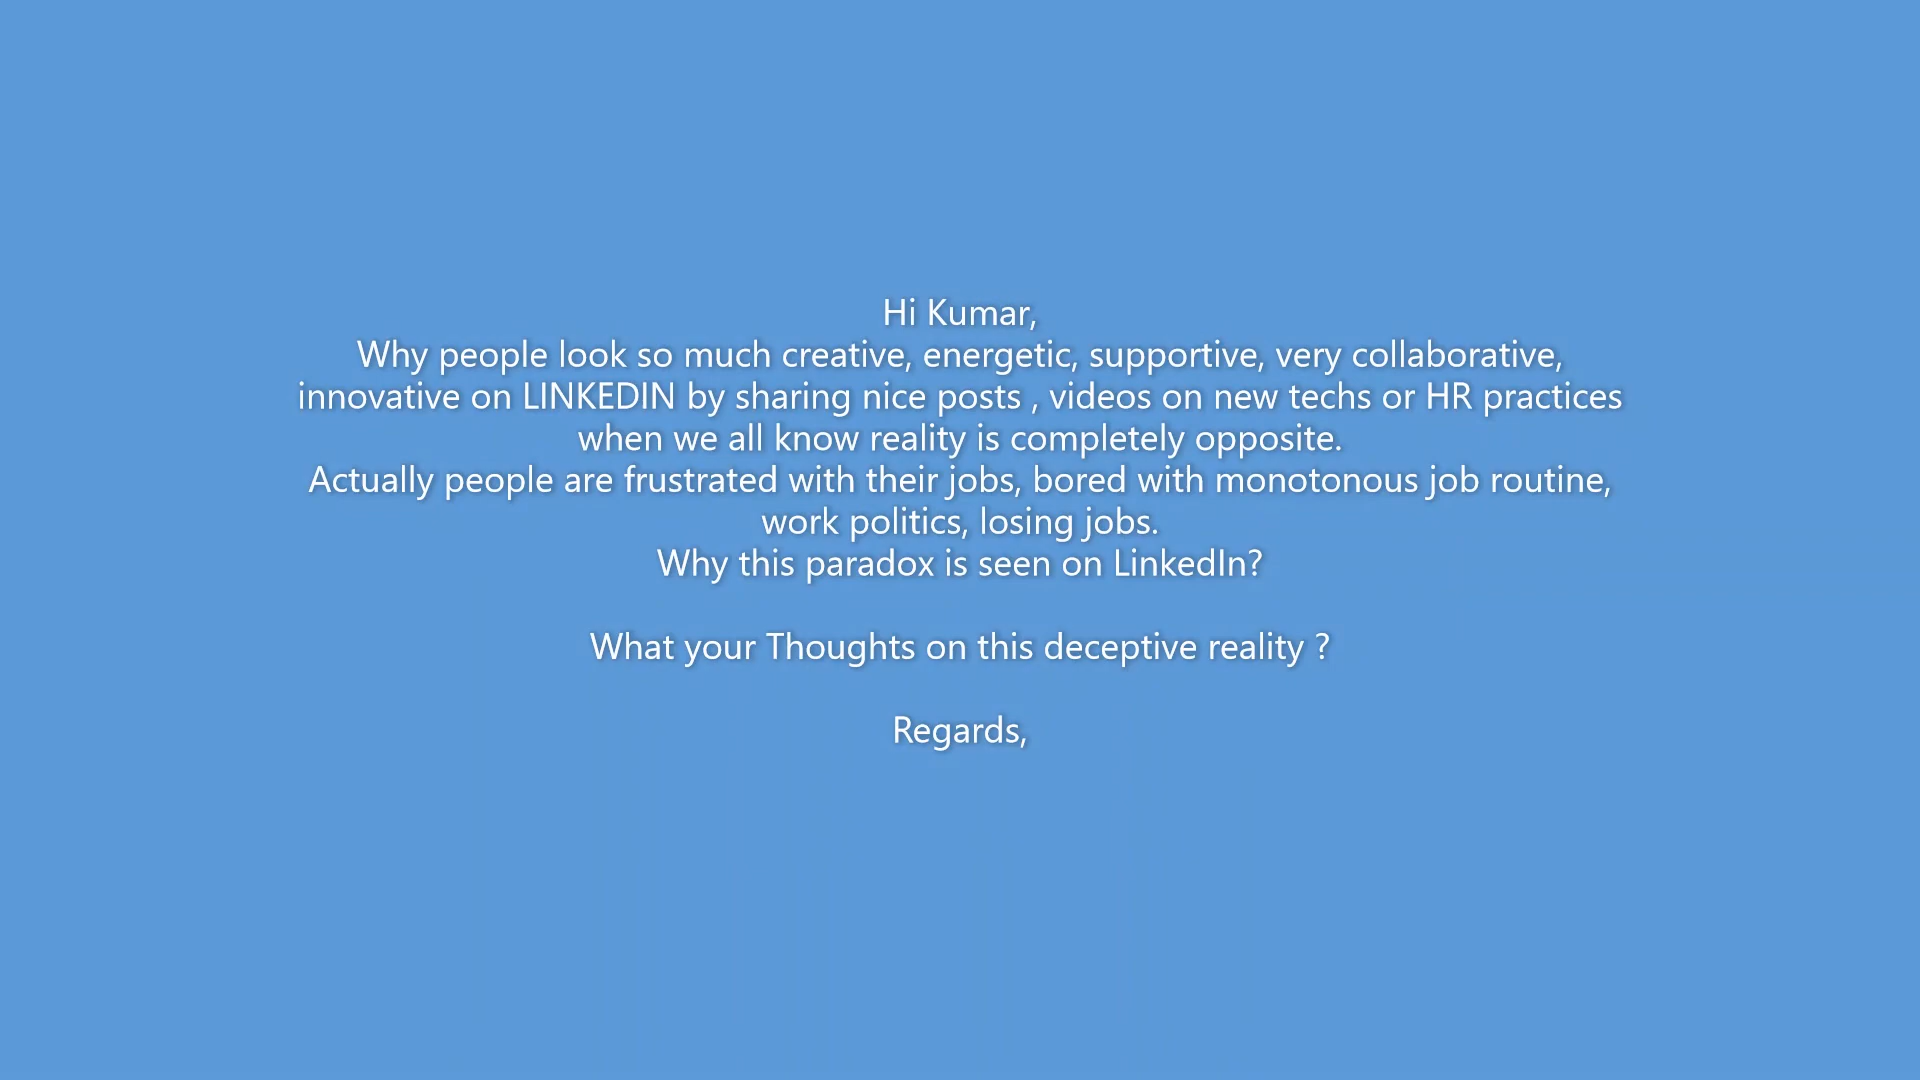 Hi Kumar,
Why people look so much creative, energetic, supportive, very collaborative,
innovative on LINKEDIN by sharing nice posts , videos on new techs or HR practices
when we all know reality is completely opposite.
Actually people are frustrated with their jobs, bored with monotonous job routine,
work politics, losing jobs.
Why this paradox is seen on LinkedIn?
What your Thoughts on this deceptive reality ?
Regards,